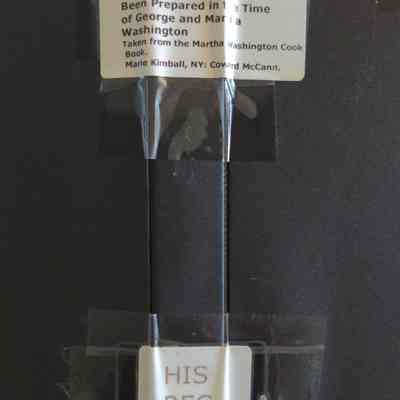 Been Prepared in the Time
of George and Martha
Washington
Taken from the Martha Washington Cook
Book.
Marie Kimball, NY: Coward McCann.
HIS